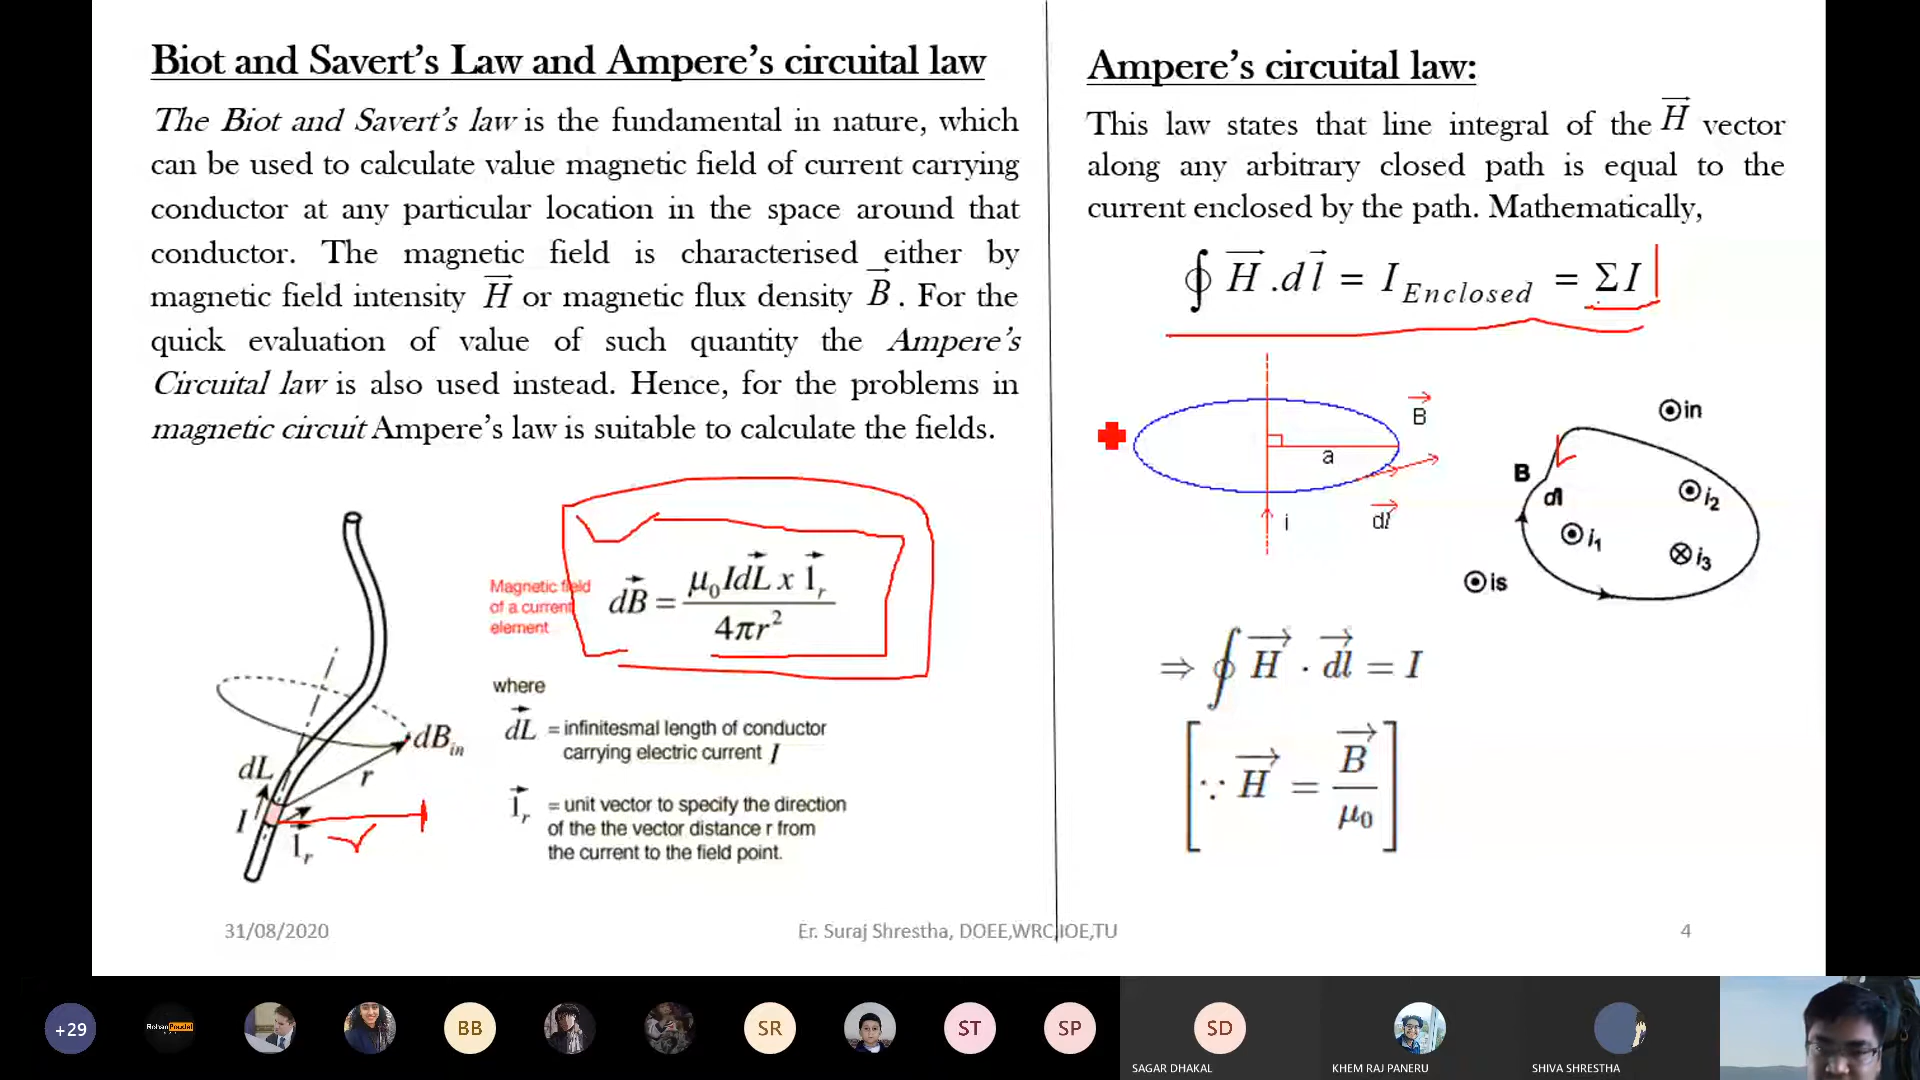 Biot and Savert’s Law and Ampere’s circuital law
The Biot and Savert’s law is the fundamental in nature, which
can be used to calculate value magnetic field of current carrying
conductor at any particular location in the space around that
conductor. The magnetic field is characterised either by
magnetic field intensity H⃗ or magnetic flux density B⃗ . For the
quick evaluation of value of such quantity the Ampere’s
Circuital law is also used instead. Hence, for the problems in
magnetic circuit Ampere’s law is suitable to calculate the fields.
Magnetic field
of a current
element
dB⃗ = μ₀IdL⃗ x 1⃗ᵣ / 4πr²
where
dL⃗ = infinitesmal length of conductor
carrying electric current I
1⃗ᵣ = unit vector to specify the direction
of the the vector distance r from
the current to the field point.
dB in
dL
r
I
1⃗ᵣ
Ampere’s circuital law:
This law states that line integral of the H⃗ vector
along any arbitrary closed path is equal to the
current enclosed by the path. Mathematically,
∮ H⃗ .dl⃗ = I Enclosed = ΣI
B⃗
a
i
dl⃗
in
B
dl
i₂
i₁
i₃
is
⇒ ∮ H⃗ · dl⃗ = I
[∵ H⃗ = B⃗ / μ₀]
31/08/2020
Er. Suraj Shrestha, DOEE,WRC,IOE,TU
4
+29
Rohan Poudel
BB
SR
ST
SP
SD
SAGAR DHAKAL
KHEM RAJ PANERU
SHIVA SHRESTHA